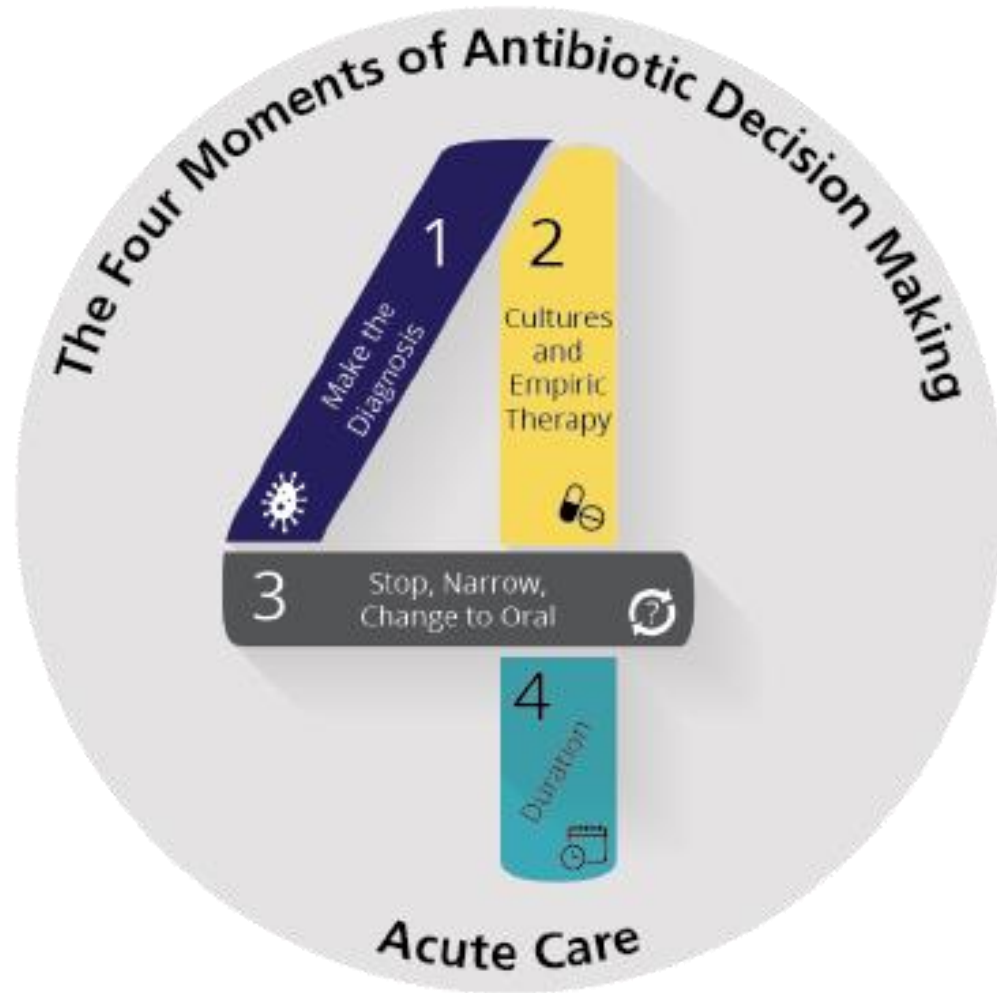 The Four Moments of Antibiotic Decision Making
1
Make the
Diagnosis
2
Cultures
and
Empiric
Therapy
3
Stop, Narrow,
Change to Oral
?
4
Duration
Acute Care